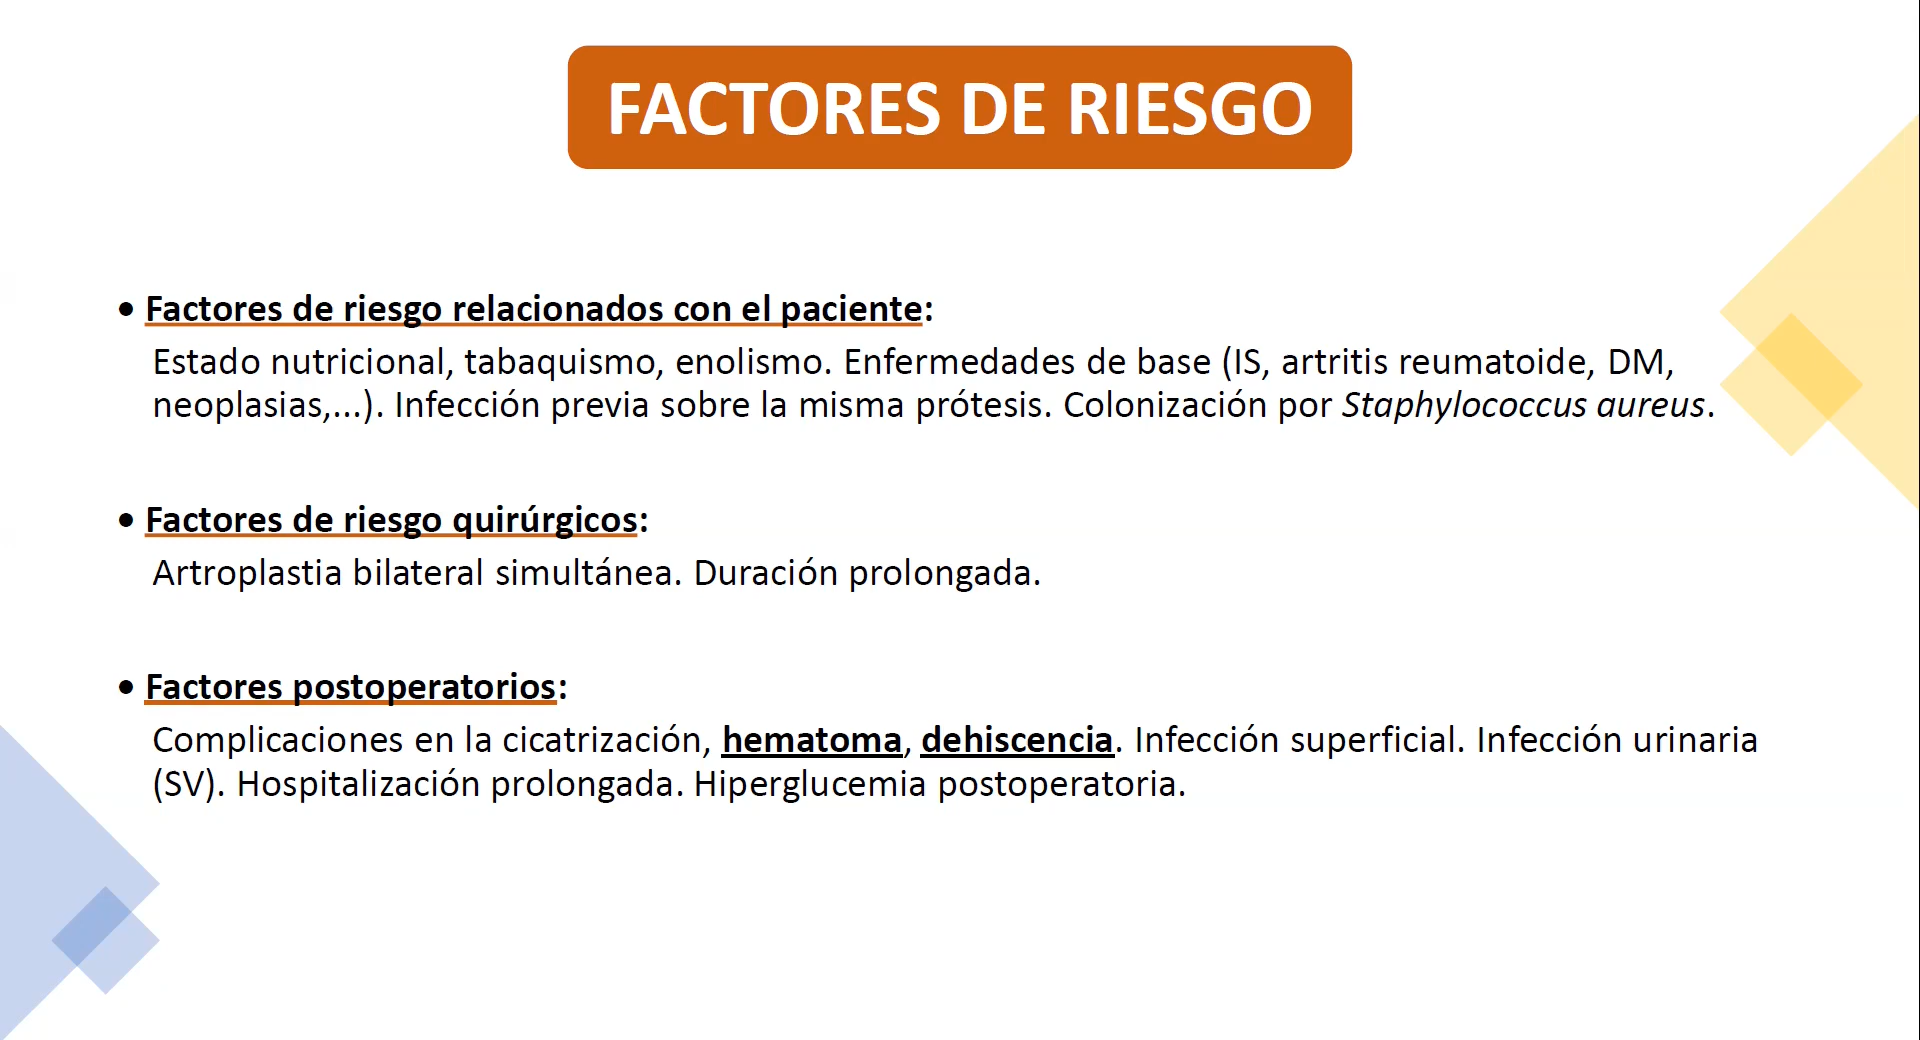 FACTORES DE RIESGO
• Factores de riesgo relacionados con el paciente:
Estado nutricional, tabaquismo, enolismo. Enfermedades de base (IS, artritis reumatoide, DM,
neoplasias,...). Infección previa sobre la misma prótesis. Colonización por Staphylococcus aureus.
• Factores de riesgo quirúrgicos:
Artroplastia bilateral simultánea. Duración prolongada.
• Factores postoperatorios:
Complicaciones en la cicatrización, hematoma, dehiscencia. Infección superficial. Infección urinaria
(SV). Hospitalización prolongada. Hiperglucemia postoperatoria.